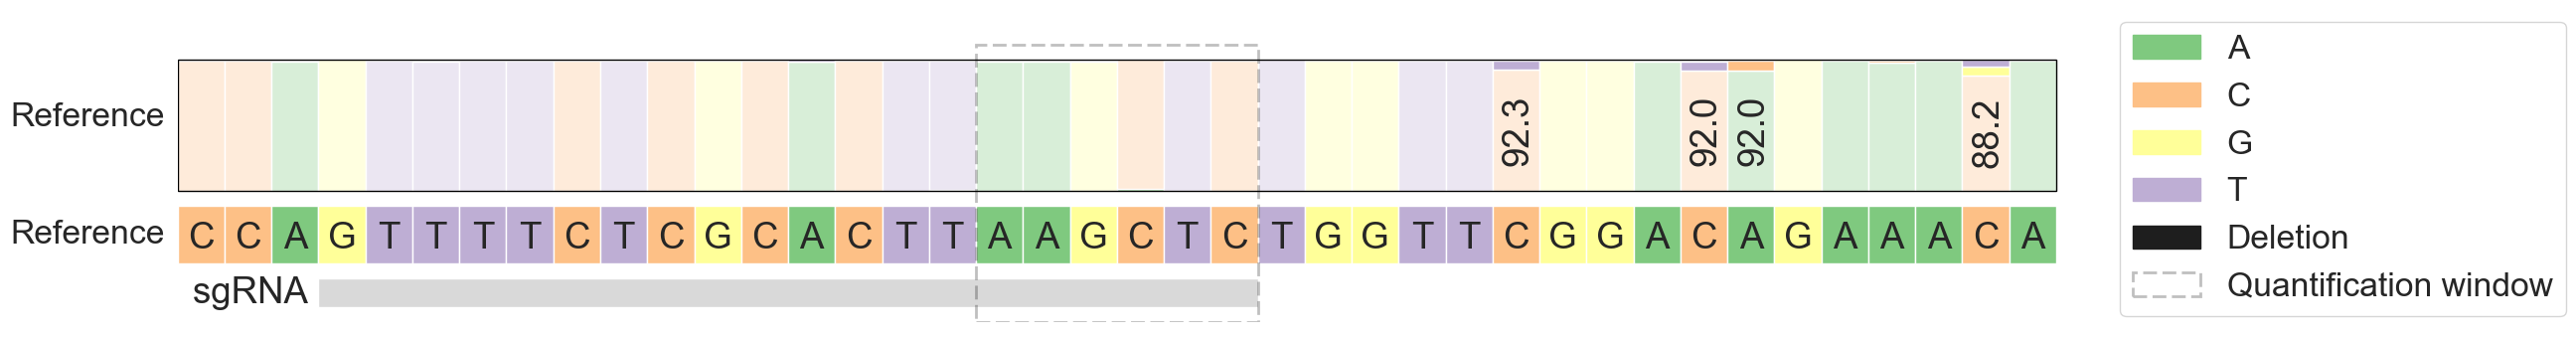 Reference 92.3 92.0 92.0 88.2
Reference C C A G T T T T C T C G C A C T T A A G C T C T G G T T C G G A C A G A A A C A
sgRNA
A
C
G
T
Deletion
Quantification window